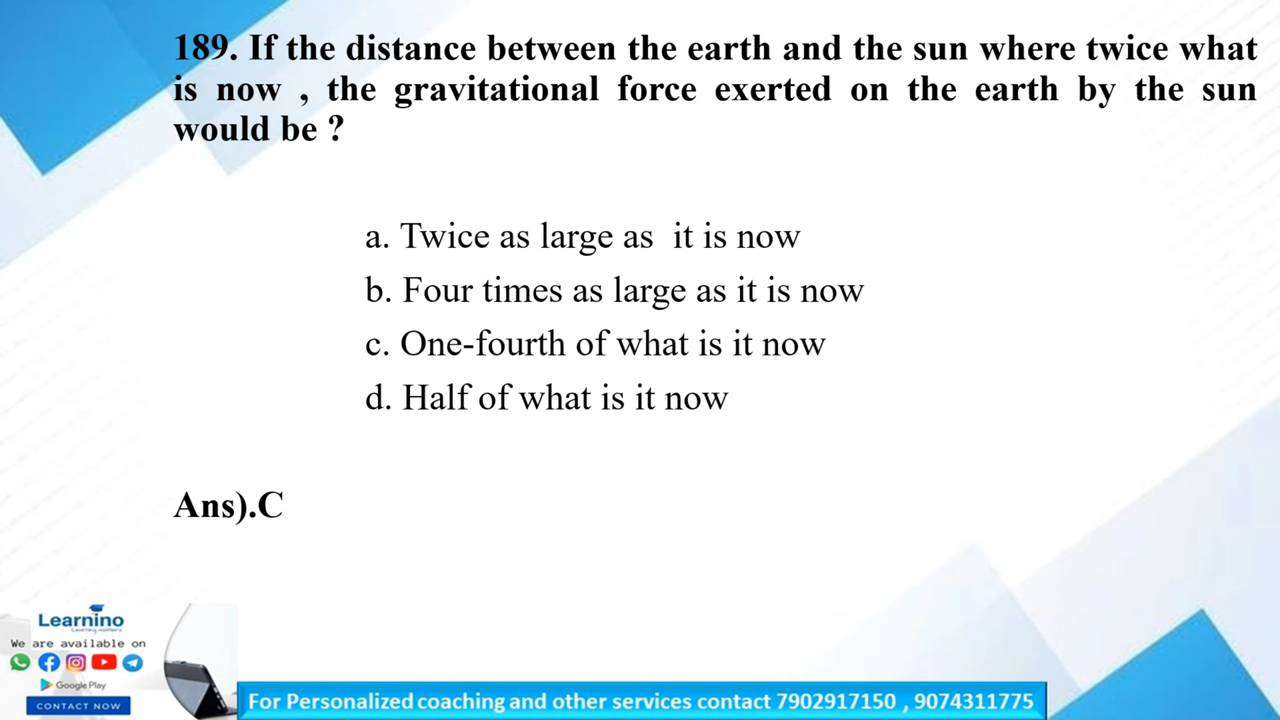 189. If the distance between the earth and the sun where twice what
is now , the gravitational force exerted on the earth by the sun
would be ?
a. Twice as large as it is now
b. Four times as large as it is now
c. One-fourth of what is it now
d. Half of what is it now
Ans).C
Learnino
Learning matters
We are available on
Google Play
CONTACT NOW
For Personalized coaching and other services contact 7902917150 , 9074311775